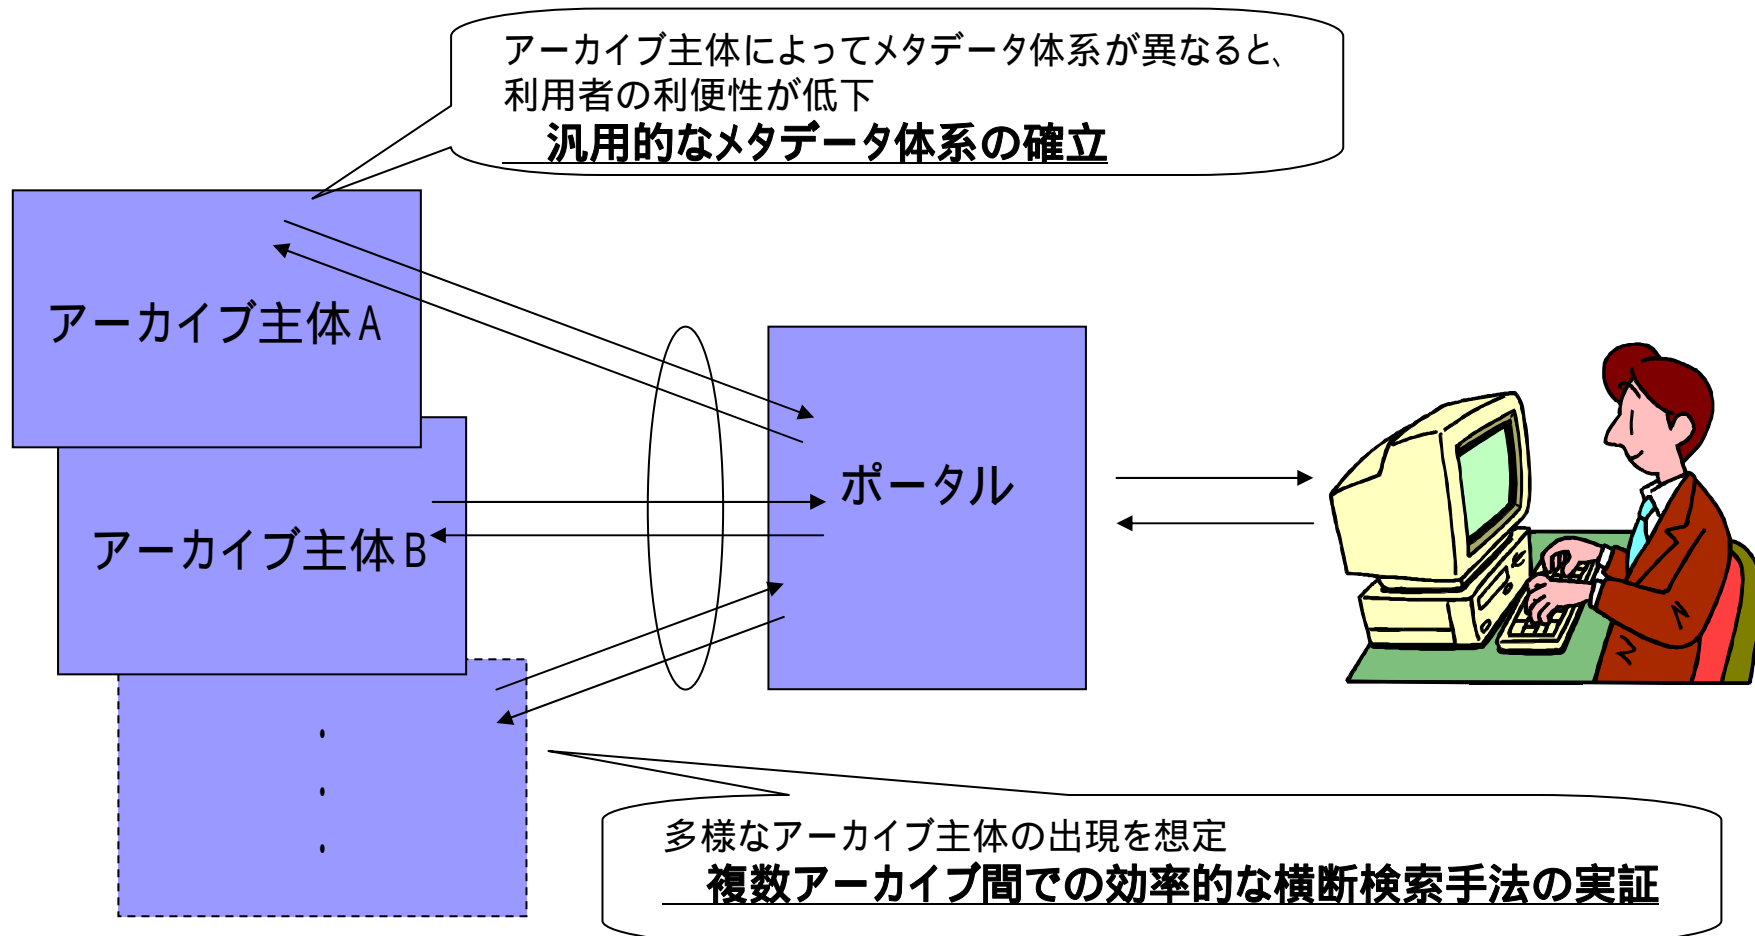 アーカイブ主体によってメタデータ体系が異なると、
利用者の利便性が低下
汎用的なメタデータ体系の確立
アーカイブ主体A
アーカイブ主体B
・
・
・
ポータル
多様なアーカイブ主体の出現を想定
複数アーカイブ間での効率的な横断検索手法の実証